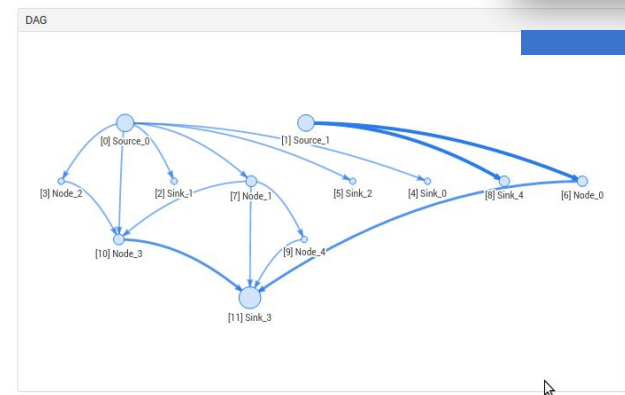 DAG
[0] Source_0
[1] Source_1
[3] Node_2
[2] Sink_1
[7] Node_1
[5] Sink_2
[4] Sink_0
[8] Sink_4
[6] Node_0
[10] Node_3
[9] Node_4
[11] Sink_3